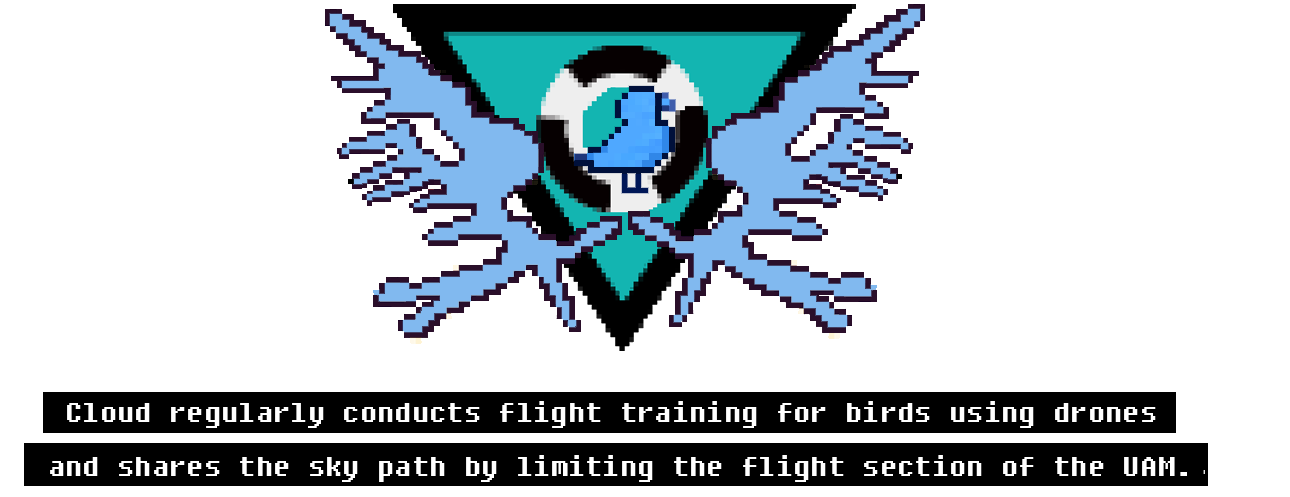 Cloud regularly conducts flight training for birds using drones
and shares the sky path by limiting the flight section of the UAM.